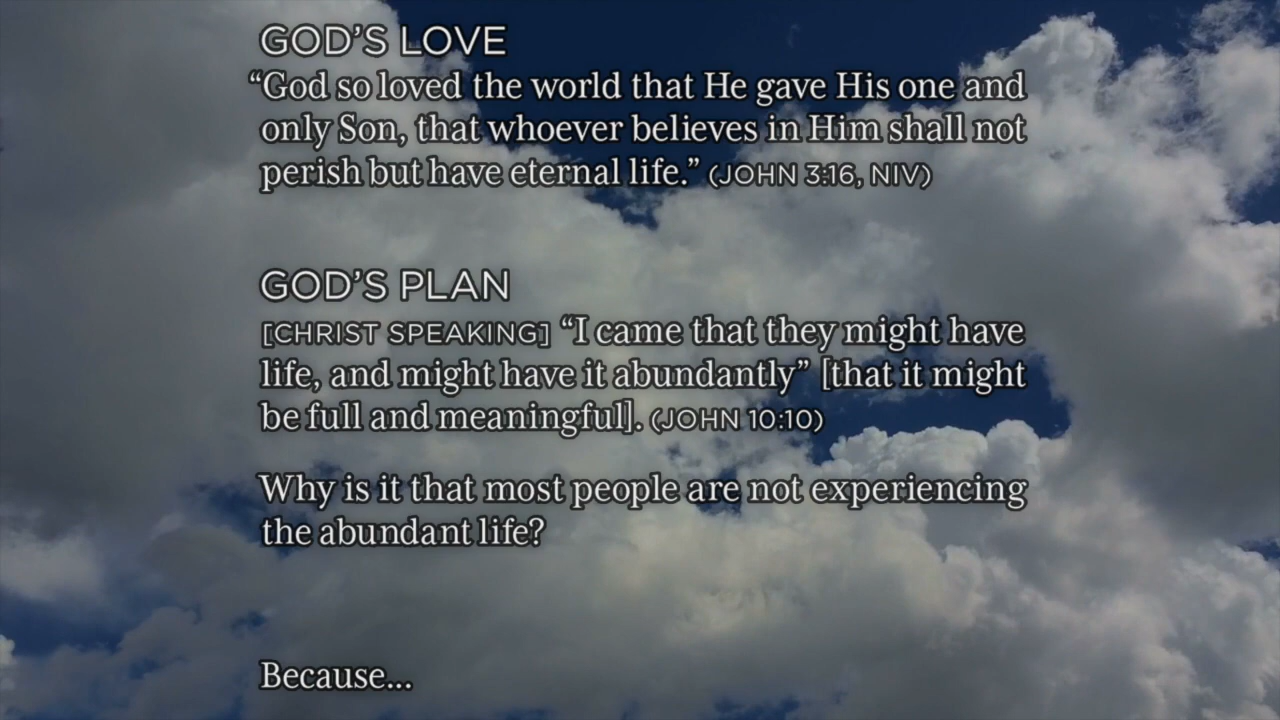 GOD’S LOVE
“God so loved the world that He gave His one and
only Son, that whoever believes in Him shall not
perish but have eternal life.” (JOHN 3:16, NIV)
GOD’S PLAN
[CHRIST SPEAKING] “I came that they might have
life, and might have it abundantly” [that it might
be full and meaningful]. (JOHN 10:10)
Why is it that most people are not experiencing
the abundant life?
Because...